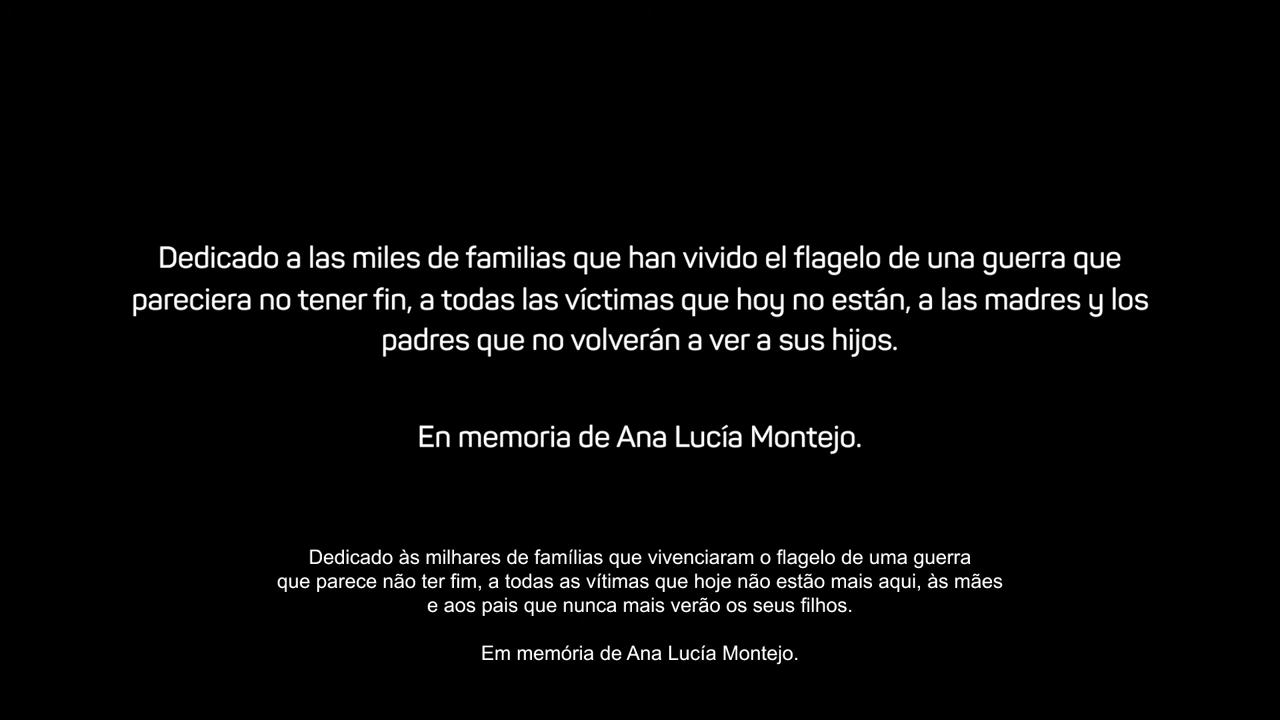 Dedicado a las miles de familias que han vivido el flagelo de una guerra que
pareciera no tener fin, a todas las víctimas que hoy no están, a las madres y los
padres que no volverán a ver a sus hijos.
En memoria de Ana Lucía Montejo.
Dedicado às milhares de famílias que vivenciaram o flagelo de uma guerra
que parece não ter fim, a todas as vítimas que hoje não estão mais aqui, às mães
e aos pais que nunca mais verão os seus filhos.
Em memória de Ana Lucía Montejo.